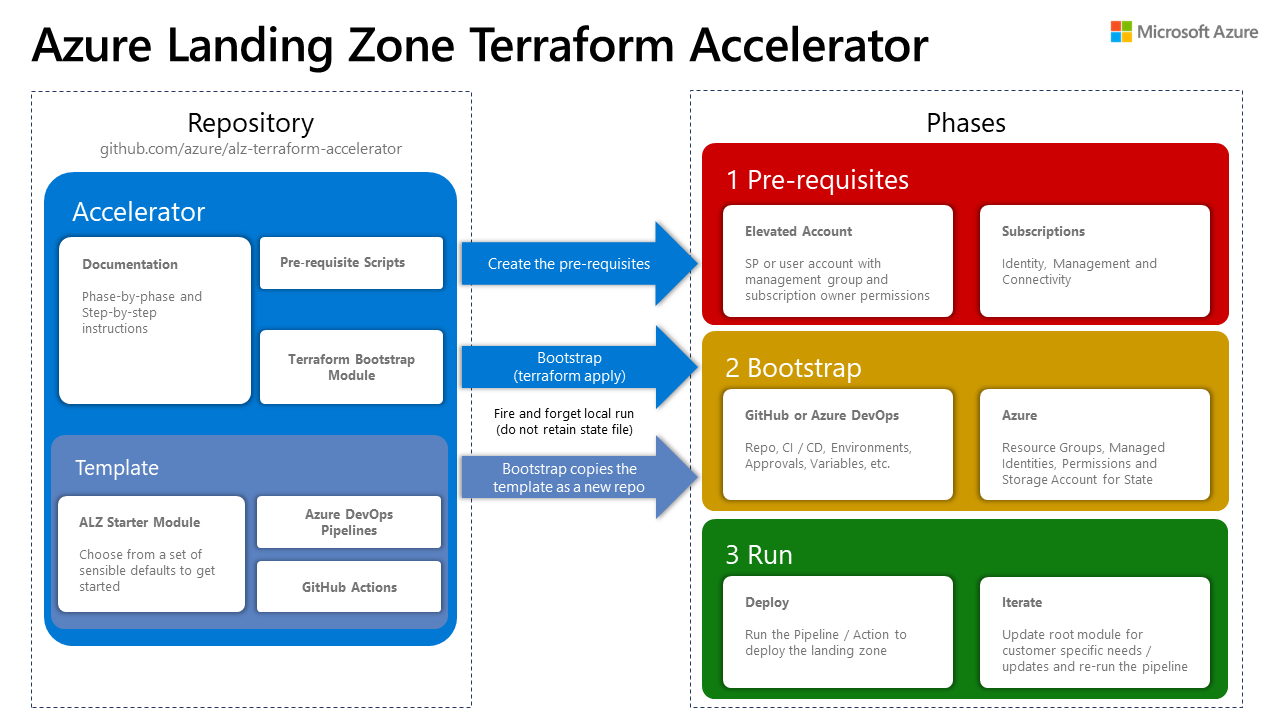 Azure Landing Zone Terraform Accelerator
Microsoft Azure
Repository
github.com/azure/alz-terraform-accelerator
Accelerator
Documentation
Phase-by-phase and
Step-by-step
instructions
Pre-requisite Scripts
Terraform Bootstrap
Module
Template
ALZ Starter Module
Choose from a set of
sensible defaults to get
started
Azure DevOps
Pipelines
GitHub Actions
Create the pre-requisites
Bootstrap
(terraform apply)
Fire and forget local run
(do not retain state file)
Bootstrap copies the
template as a new repo
Phases
1 Pre-requisites
Elevated Account
SP or user account with
management group and
subscription owner permissions
Subscriptions
Identity, Management and
Connectivity
2 Bootstrap
GitHub or Azure DevOps
Repo, CI / CD, Environments,
Approvals, Variables, etc.
Azure
Resource Groups, Managed
Identities, Permissions and
Storage Account for State
3 Run
Deploy
Run the Pipeline / Action to
deploy the landing zone
Iterate
Update root module for
customer specific needs /
updates and re-run the pipeline